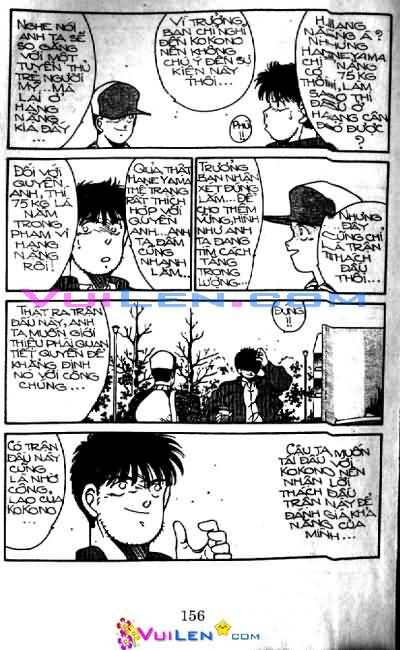 NGHE NÓI
ANH TA SẼ
SO GĂNG
VỚI MỘT
TUYỂN THỦ
TRẺ NGƯỜI
MỸ...MÀ
LẠI Ở
HẠNG
NẶNG
KIA ĐẤY
...
VÌ TRƯỞNG
BAN CHỈ NGHĨ
ĐẾN KOKONO
NÊN KHÔNG
CHÚ Ý ĐẾN SỰ
KIỆN NÀY
THÔI...
PHÙ!!
HẠNG
NẶNG Á?
NHƯNG
HANEYAMA
CHỈ NẶNG
CÓ 75 KG
THÔI, LÀM
SAO THI
ĐẤU Ở
HẠNG CÂN
ĐÓ ĐƯỢC
?
ĐỐI VỚI
QUYỀN
ANH, THÌ
75 KG LÀ
NẰM
TRONG
PHẠM VI
HẠNG
NẶNG
RỒI!
QUẢ THẬT
HANEYAMA
THỂ TRẠNG
RẤT THÍCH
HỢP VỚI
QUYỀN
ANH...ANH
TA ĐẤM
CŨNG
NHANH
LẮM...
TRƯỞNG
BAN NHẬN
XÉT ĐÚNG
LẮM...ĐỂ
CHO THÊM
VỮNG, HÌNH
NHƯ ANH
TA ĐANG
TÌM CÁCH
TĂNG
TRỌNG
LƯỢNG...
NHƯNG
ĐÂY
CŨNG CHỈ
LÀ TRẬN
THÁCH
ĐẤU
THÔI...
VUILEN.COM
THẬT RA TRẬN
ĐẤU NÀY, ANH
TA MUỐN GIỚI
THIỆU PHÁI QUAN
TIẾT QUYỀN ĐỂ
KHẲNG ĐỊNH
NÓ VỚI CÔNG
CHÚNG...
ĐÚNG
!!
CÓ TRẬN
ĐẤU NÀY
CŨNG
LÀ NHỜ
CÔNG
LAO CỦA
KOKONO
...
CẬU TA MUỐN
TÁI ĐẤU VỚI
KOKONO NÊN
NHẬN LỜI
THÁCH ĐẤU
TRẬN NÀY ĐỂ
ĐÁNH GIÁ KHẢ
NĂNG CỦA
MÌNH...
156
VUILEN.COM